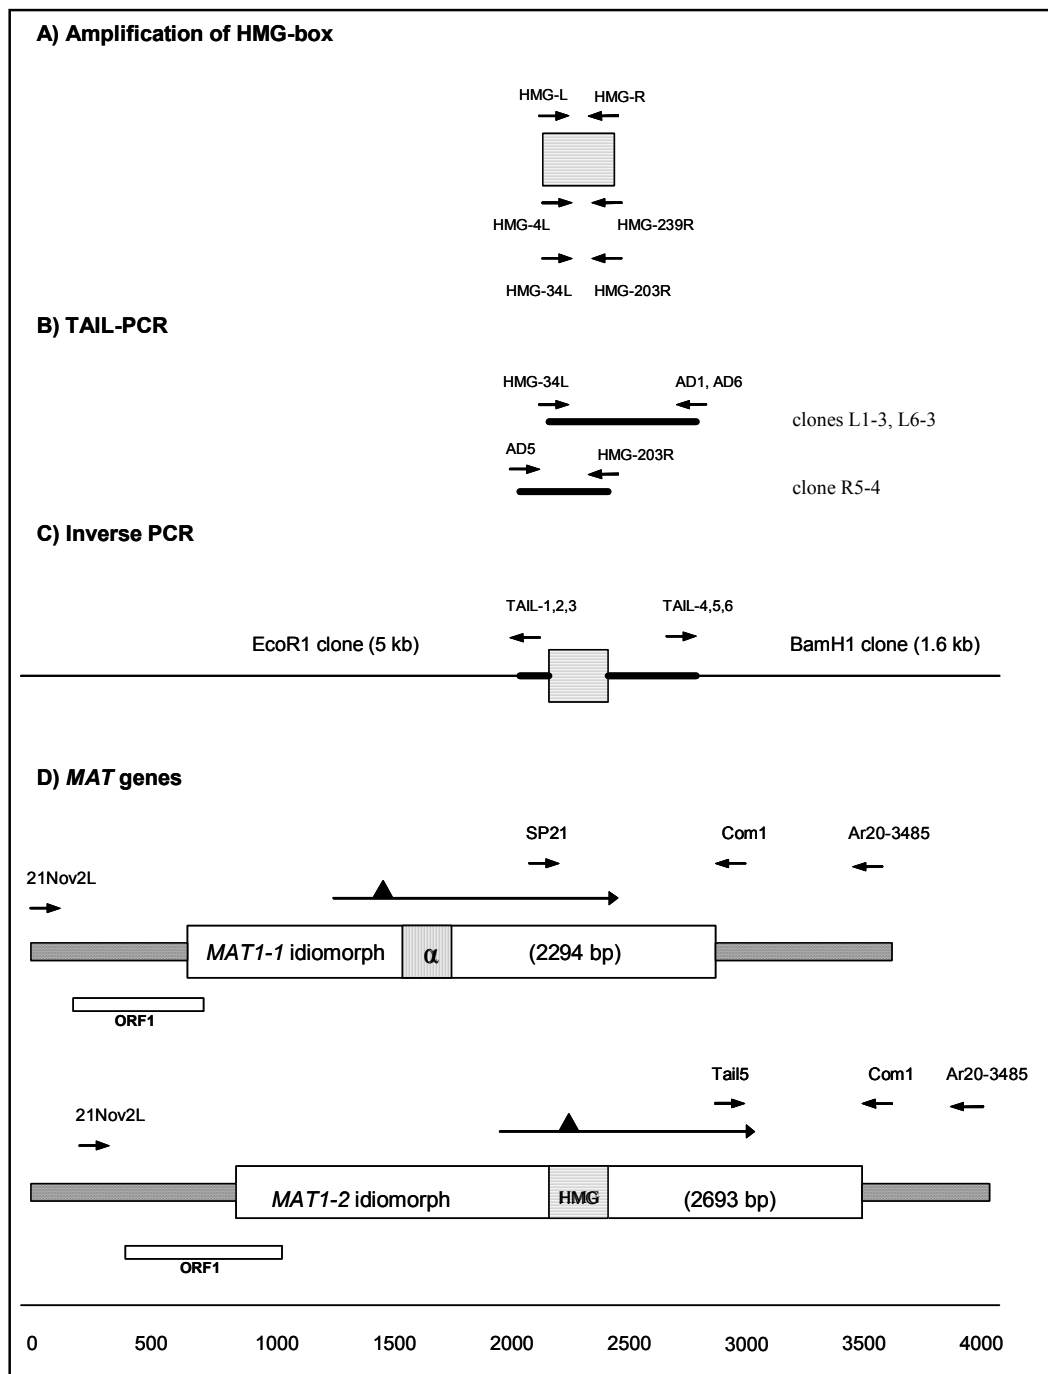 A) Amplification of HMG-box
HMG-L HMG-R
HMG-4L HMG-239R
HMG-34L HMG-203R
B) TAIL-PCR
HMG-34L AD1, AD6
clones L1-3, L6-3
AD5 HMG-203R
clone R5-4
C) Inverse PCR
TAIL-1,2,3 TAIL-4,5,6
EcoR1 clone (5 kb) BamH1 clone (1.6 kb)
D) MAT genes
SP21 Com1 Ar20-3485
21Nov2L
MAT1-1 idiomorph α (2294 bp)
ORF1
Tail5 Com1 Ar20-3485
21Nov2L
MAT1-2 idiomorph HMG (2693 bp)
ORF1
0 500 1000 1500 2000 2500 3000 3500 4000